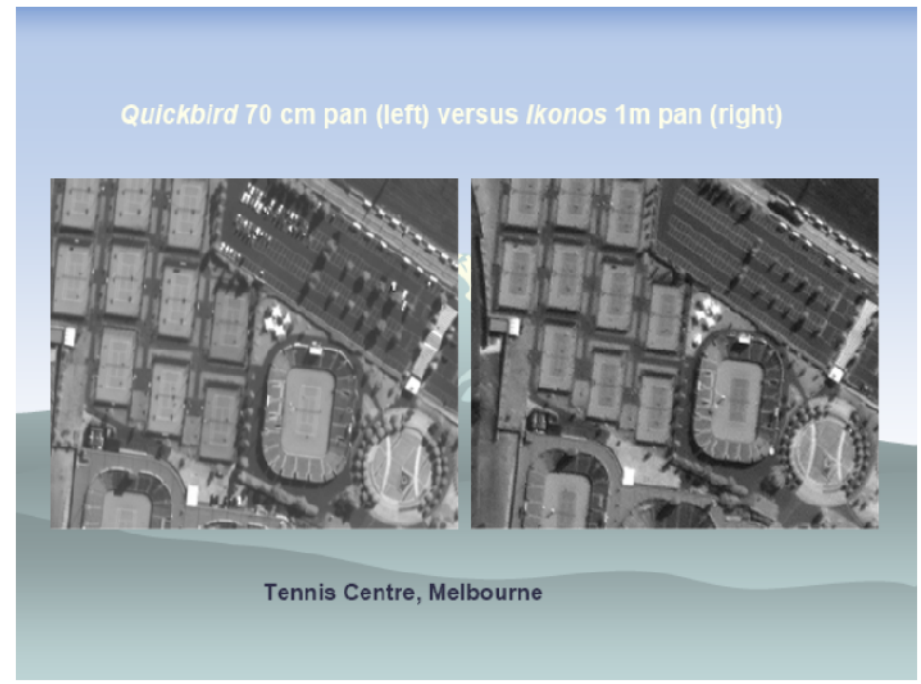 Quickbird 70 cm pan (left) versus Ikonos 1m pan (right)
Tennis Centre, Melbourne